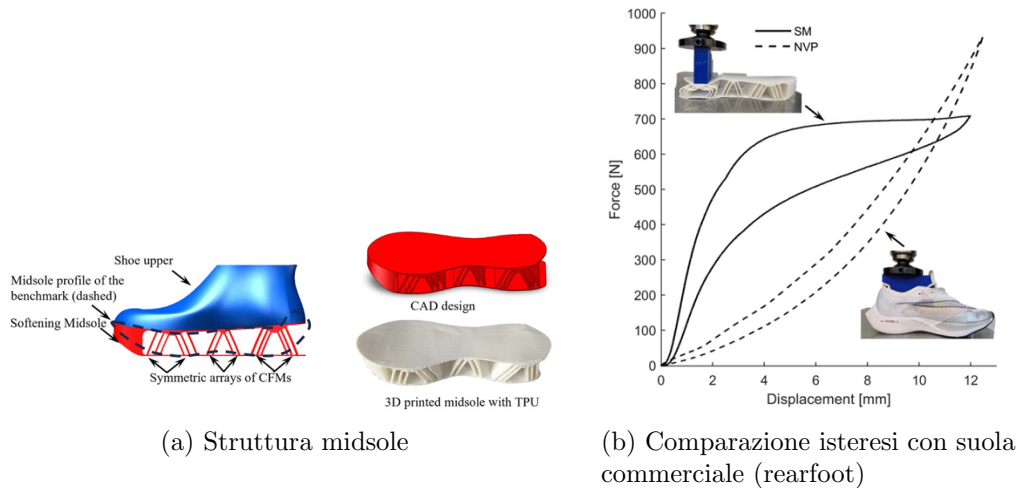 Shoe upper
Midsole profile of the
benchmark (dashed)
Softening Midsole
Symmetric arrays of CFMs
CAD design
3D printed midsole with TPU
(a) Struttura midsole
1000
900
800
700
600
500
400
300
200
100
0
Force [N]
SM
NVP
0 2 4 6 8 10 12
Displacement [mm]
(b) Comparazione isteresi con suola
commerciale (rearfoot)